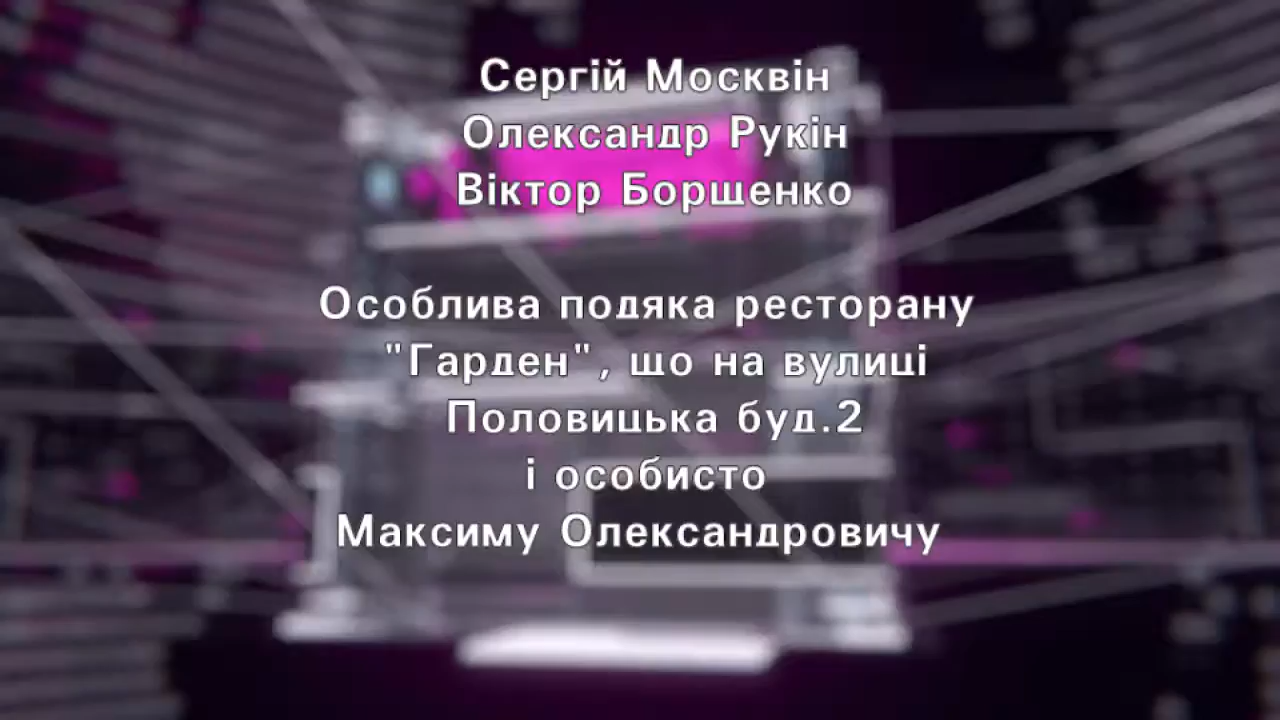 Сергій Москвін
Олександр Рукін
Віктор Борщенко
Особлива подяка ресторану
"Гарден", що на вулиці
Половицька буд.2
і особисто
Максиму Олександровичу